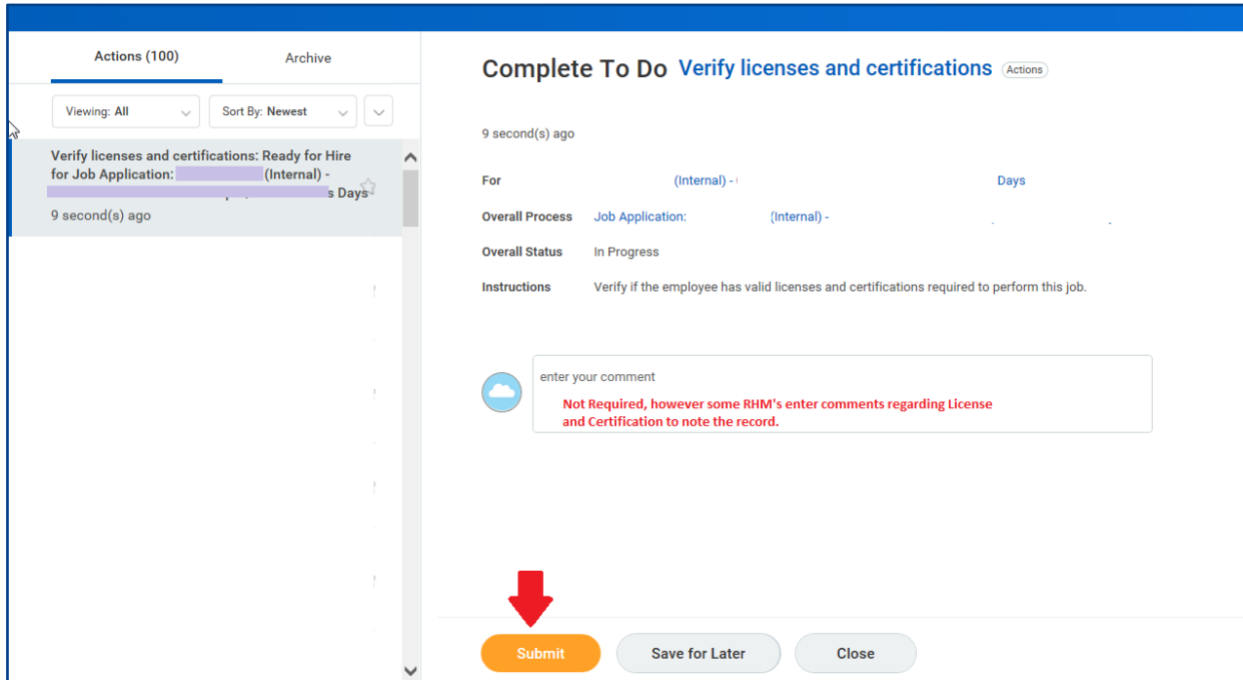 Actions (100)
Archive
Viewing: All
Sort By: Newest
Verify licenses and certifications: Ready for Hire
for Job Application: (Internal) -
s Days
9 second(s) ago
Complete To Do Verify licenses and certifications Actions
9 second(s) ago
For (Internal) - Days
Overall Process Job Application: (Internal) -
Overall Status In Progress
Instructions Verify if the employee has valid licenses and certifications required to perform this job.
enter your comment
Not Required, however some RHM's enter comments regarding License
and Certification to note the record.
Submit
Save for Later
Close